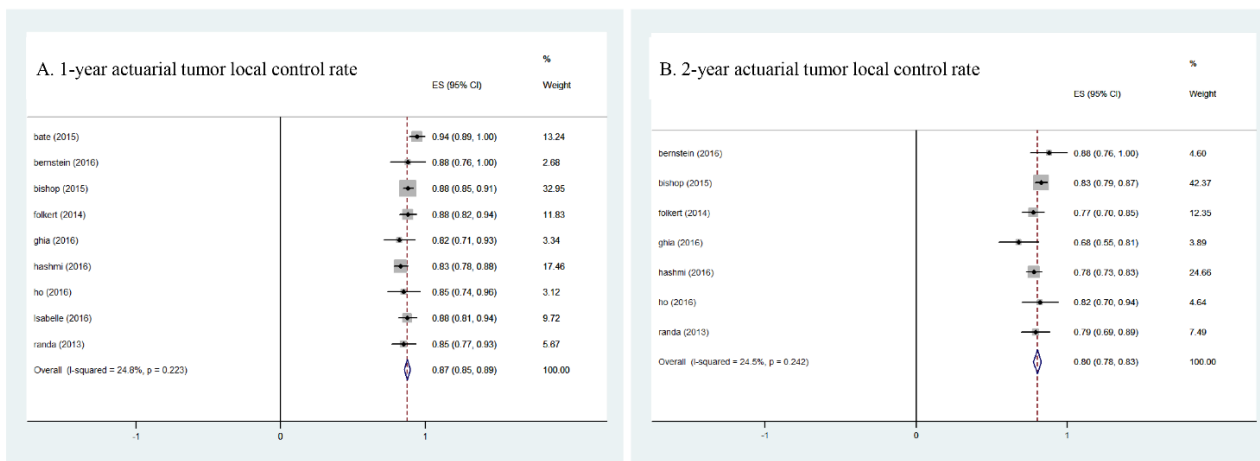 A. 1-year actuarial tumor local control rate
%
ES (95% CI) Weight
bate (2015) 0.94 (0.89, 1.00) 13.24
bernstein (2016) 0.88 (0.76, 1.00) 2.68
bishop (2015) 0.88 (0.85, 0.91) 32.95
folkert (2014) 0.88 (0.82, 0.94) 11.83
ghia (2016) 0.82 (0.71, 0.93) 3.34
hashmi (2016) 0.83 (0.78, 0.88) 17.46
ho (2016) 0.85 (0.74, 0.96) 3.12
Isabelle (2016) 0.88 (0.81, 0.94) 9.72
randa (2013) 0.85 (0.77, 0.93) 5.67
Overall (I-squared = 24.8%, p = 0.223) 0.87 (0.85, 0.89) 100.00
-1 0 1
B. 2-year actuarial tumor local control rate
%
ES (95% CI) Weight
bernstein (2016) 0.88 (0.76, 1.00) 4.60
bishop (2015) 0.83 (0.79, 0.87) 42.37
folkert (2014) 0.77 (0.70, 0.85) 12.35
ghia (2016) 0.68 (0.55, 0.81) 3.89
hashmi (2016) 0.78 (0.73, 0.83) 24.66
ho (2016) 0.82 (0.70, 0.94) 4.64
randa (2013) 0.79 (0.69, 0.89) 7.49
Overall (I-squared = 24.5%, p = 0.242) 0.80 (0.78, 0.83) 100.00
-1 0 1